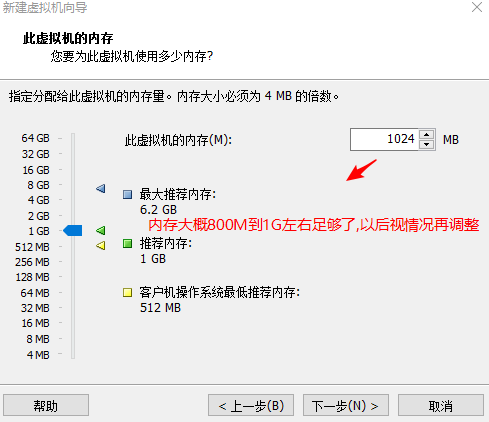 新建虚拟机向导
此虚拟机的内存
您要为此虚拟机使用多少内存?
指定分配给此虚拟机的内存量。内存大小必须为 4 MB 的倍数。
64 GB
此虚拟机的内存(M):
1024
MB
32 GB
16 GB
8 GB
4 GB
2 GB
1 GB
512 MB
256 MB
128 MB
64 MB
32 MB
16 MB
8 MB
4 MB
最大推荐内存:
6.2 GB
内存大概800M到1G左右足够了,以后视情况再调整
推荐内存:
1 GB
客户机操作系统最低推荐内存:
512 MB
帮助
< 上一步(B)
下一步(N) >
取消